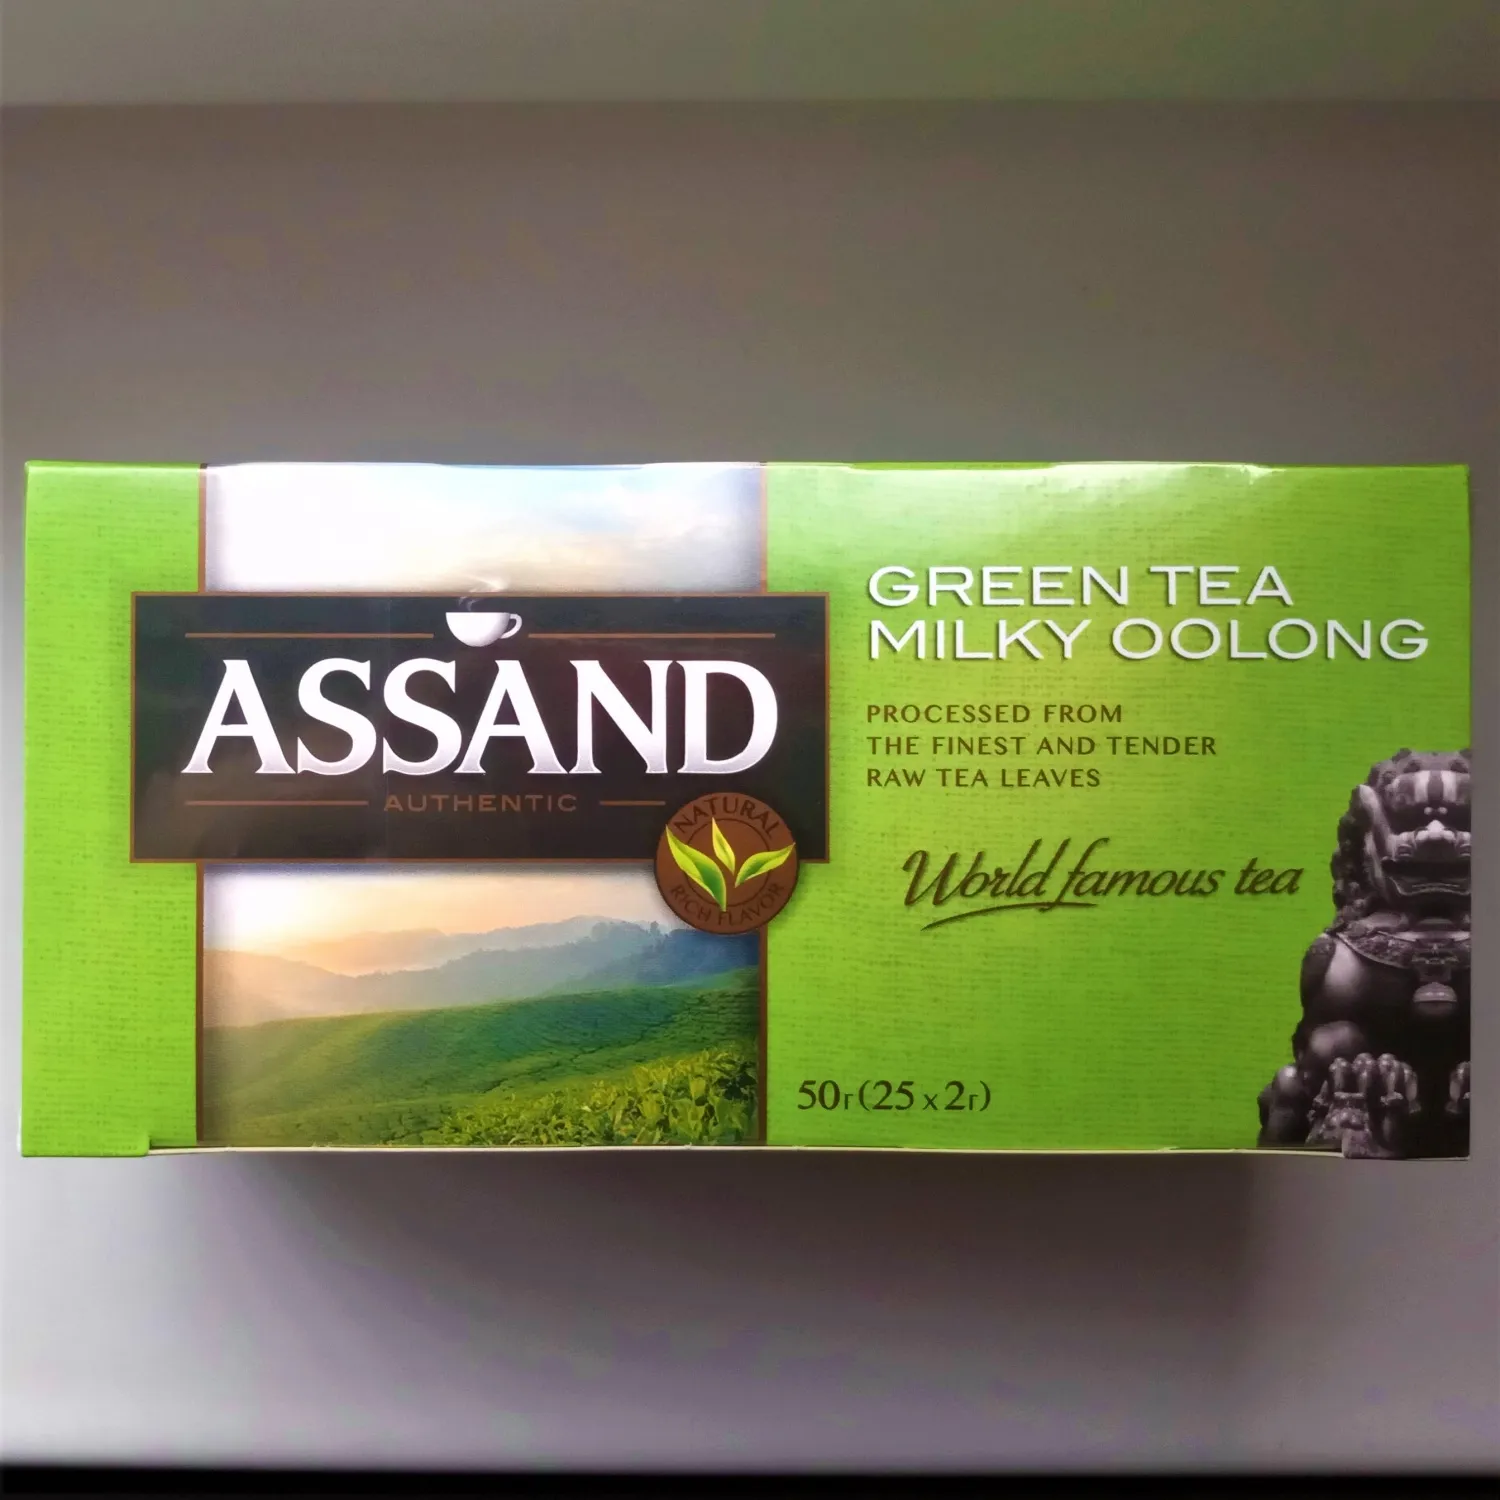 ASSAND
AUTHENTIC
NATURAL
RICH FLAVOR
GREEN TEA
MILKY OOLONG
PROCESSED FROM
THE FINEST AND TENDER
RAW TEA LEAVES
World famous tea
50г (25 x 2г)